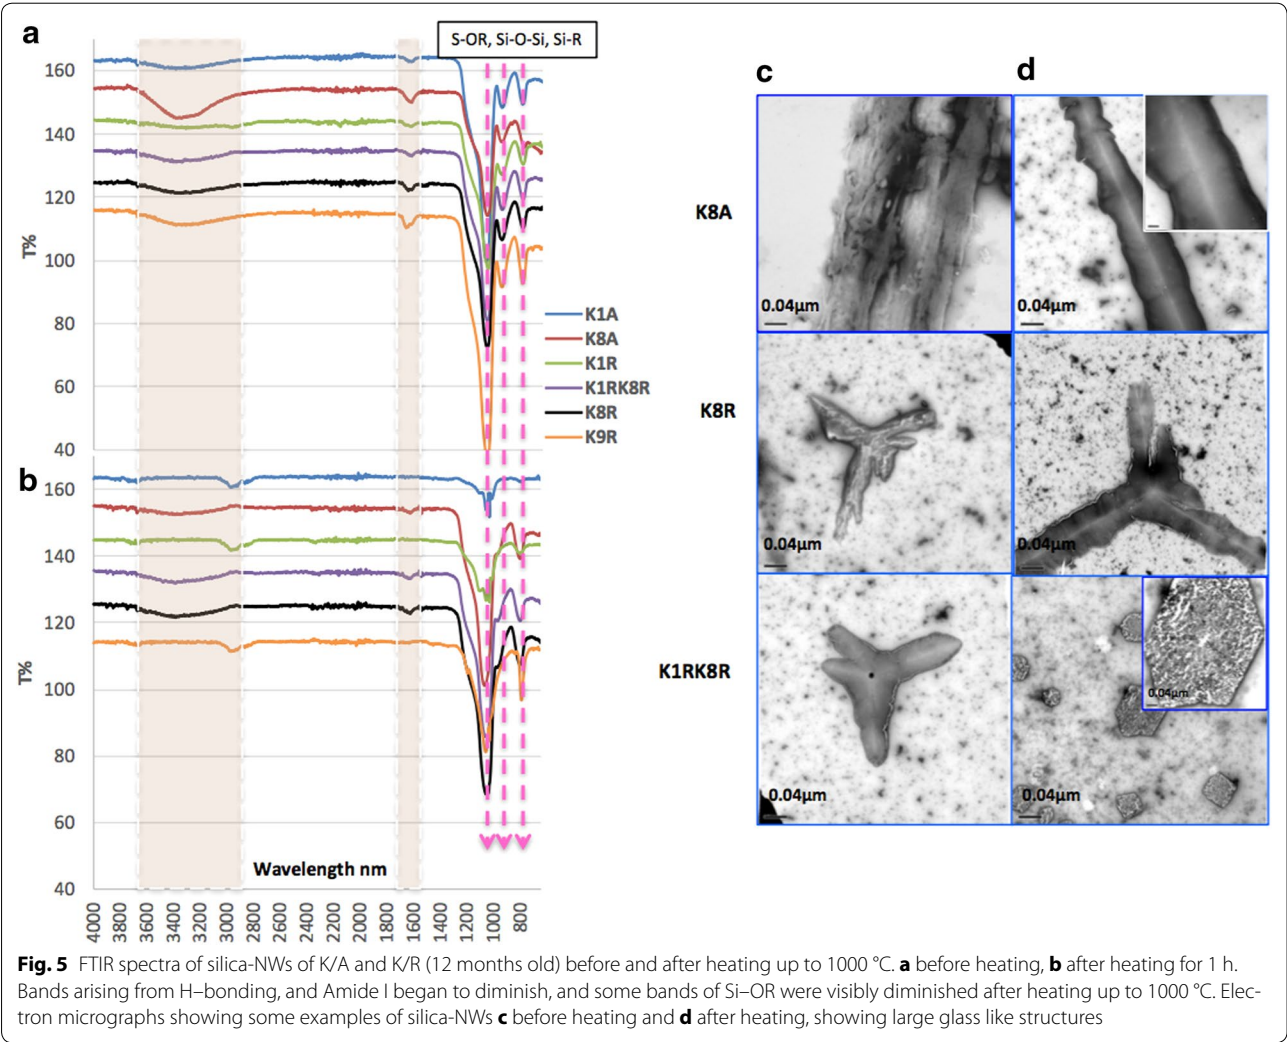 a
S-OR, Si-O-Si, Si-R
160
140
120
100
80
60
40
T%
K1A
K8A
K1R
K1RK8R
K8R
K9R
b
160
140
120
100
80
60
40
T%
Wavelength nm
4000 3800 3600 3400 3200 3000 2800 2600 2400 2200 2000 1800 1600 1400 1200 1000 800
c d
K8A
0.04µm
0.04µm
K8R
0.04µm
0.04µm
K1RK8R
0.04µm
0.04µm
0.04µm
Fig. 5 FTIR spectra of silica-NWs of K/A and K/R (12 months old) before and after heating up to 1000 °C. a before heating, b after heating for 1 h.
Bands arising from H–bonding, and Amide I began to diminish, and some bands of Si–OR were visibly diminished after heating up to 1000 °C. Elec-
tron micrographs showing some examples of silica-NWs c before heating and d after heating, showing large glass like structures